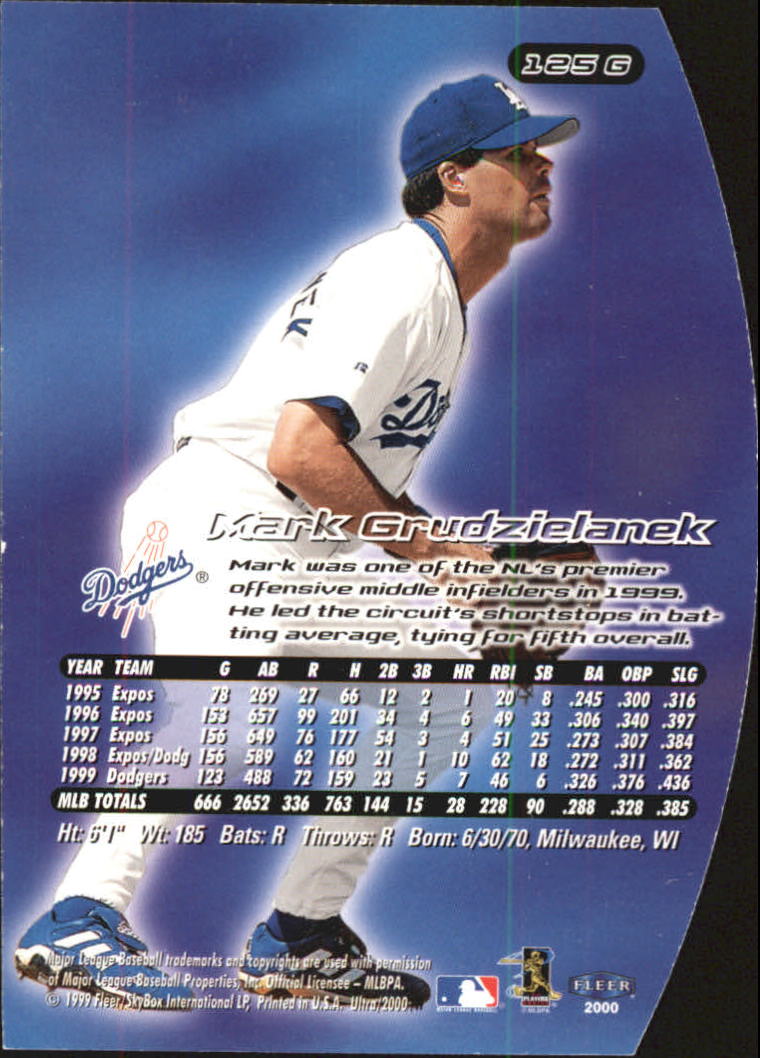 125 G
LA
NEK
Do
Mark Grudzielanek
Dodgers ®
Mark was one of the NL's premier
offensive middle infielders in 1999.
He led the circuit's shortstops in bat-
ting average, tying for fifth overall.
YEAR TEAM G AB R H 2B 3B HR RBI SB BA OBP SLG
1995 Expos 78 269 27 66 12 2 1 20 8 .245 .300 .316
1996 Expos 153 657 99 201 34 4 6 49 33 .306 .340 .397
1997 Expos 156 649 76 177 54 3 4 51 25 .273 .307 .384
1998 Expos/Dodg 156 589 62 160 21 1 10 62 18 .272 .311 .362
1999 Dodgers 123 488 72 159 23 5 7 46 6 .326 .376 .436
MLB TOTALS 666 2652 336 763 144 15 28 228 90 .288 .328 .385
Ht: 6'1" Wt: 185 Bats: R Throws: R Born: 6/30/70, Milwaukee, WI
Major League Baseball trademarks and copyrights are used with permission
of Major League Baseball Properties, Inc. Official Licensee – MLBPA.
© 1999 Fleer/SkyBox International LP, Printed in U.S.A. Ultra/2000
MAJOR LEAGUE BASEBALL
PLAYERS
©MLBPA
FLEER
2000